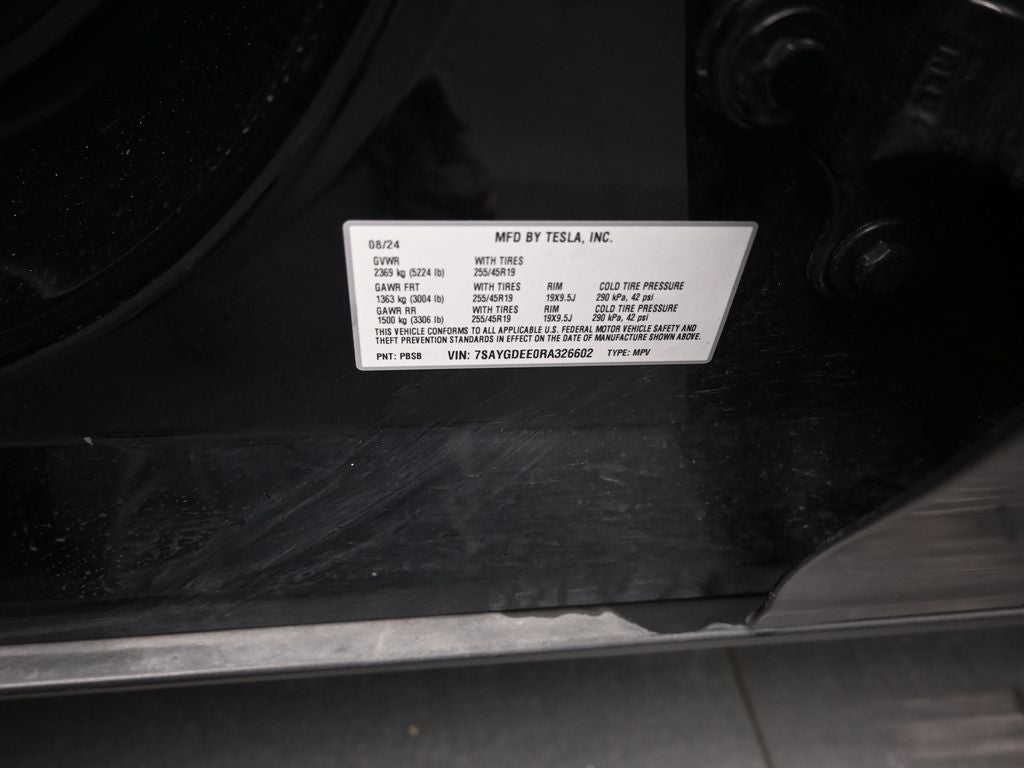 MFD BY TESLA, INC.
08/24
GVWR WITH TIRES
2369 kg (5224 lb) 255/45R19
GAWR FRT WITH TIRES RIM COLD TIRE PRESSURE
1363 kg (3004 lb) 255/45R19 19X9.5J 290 kPa, 42 psi
GAWR RR WITH TIRES RIM COLD TIRE PRESSURE
1500 kg (3306 lb) 255/45R19 19X9.5J 290 kPa, 42 psi
THIS VEHICLE CONFORMS TO ALL APPLICABLE U.S. FEDERAL MOTOR VEHICLE SAFETY AND
THEFT PREVENTION STANDARDS IN EFFECT ON THE DATE OF MANUFACTURE SHOWN ABOVE.
PNT: PBSB VIN: 7SAYGDEE0RA326602 TYPE: MPV